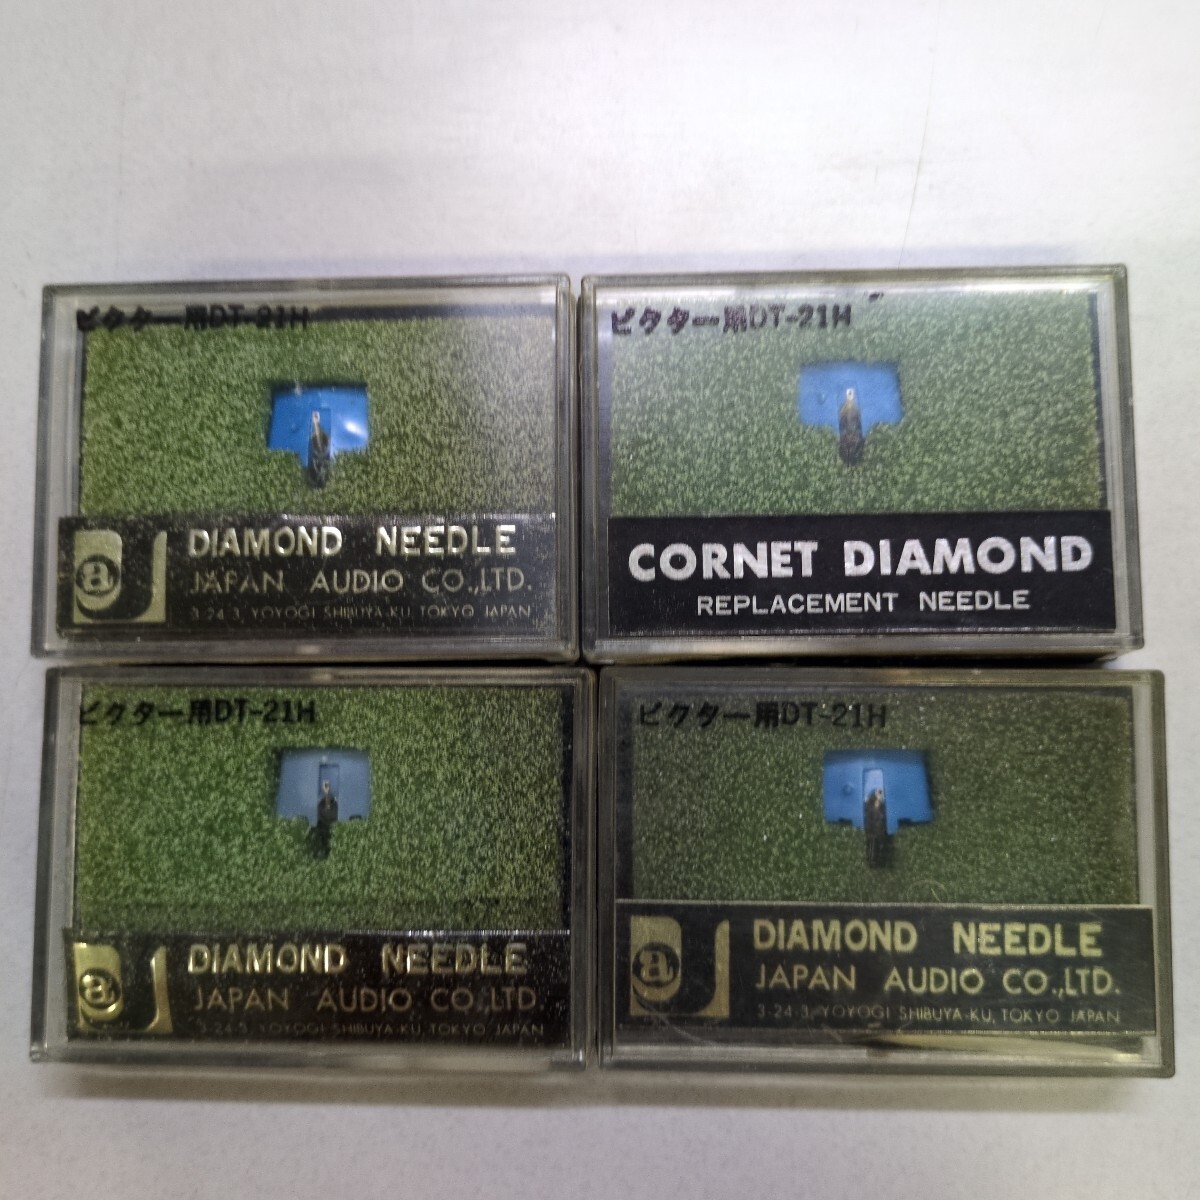 ビクター用DT-21H
a
DIAMOND NEEDLE
JAPAN AUDIO CO.,LTD.
3-24-3, YOYOGI SHIBUYA-KU, TOKYO JAPAN
ビクター用DT-21H
CORNET DIAMOND
REPLACEMENT NEEDLE
ビクター用DT-21H
a
DIAMOND NEEDLE
JAPAN AUDIO CO.,LTD.
3-24-3, YOYOGI SHIBUYA-KU, TOKYO JAPAN
ビクター用DT-21H
a
DIAMOND NEEDLE
JAPAN AUDIO CO.,LTD.
3-24-3, YOYOGI SHIBUYA-KU, TOKYO JAPAN